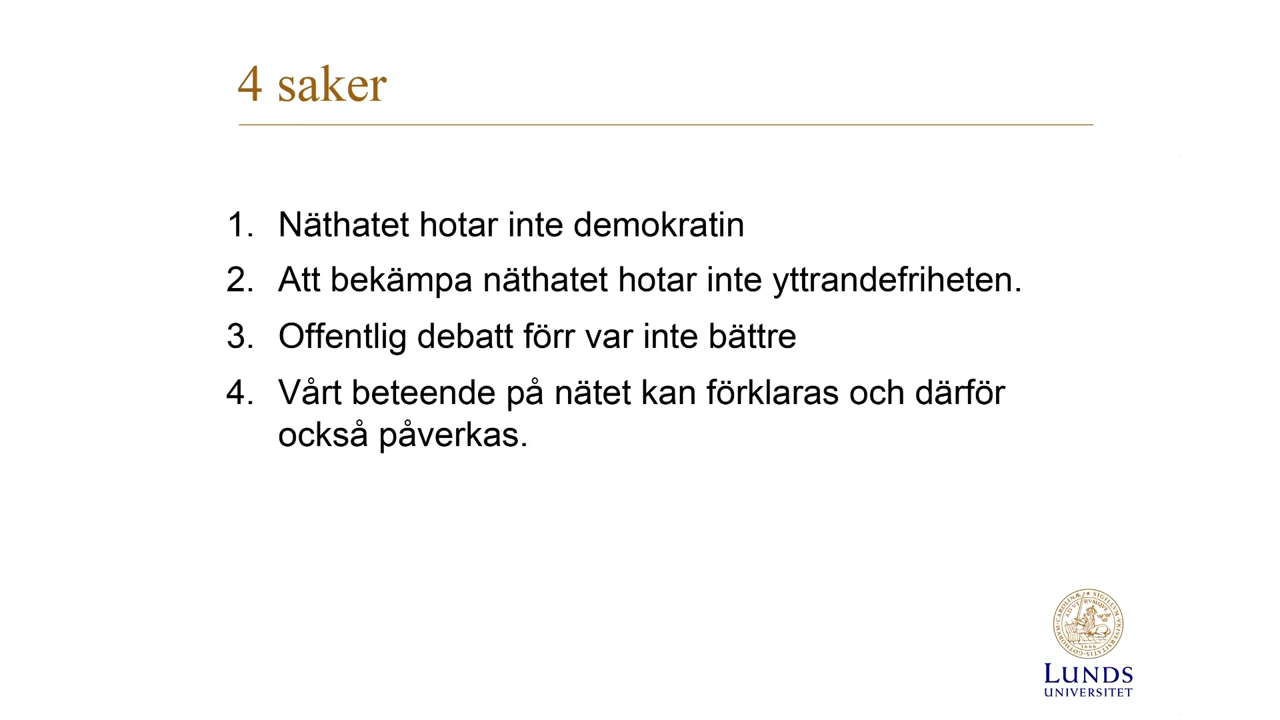 4 saker
1. Näthatet hotar inte demokratin
2. Att bekämpa näthatet hotar inte yttrandefriheten.
3. Offentlig debatt förr var inte bättre
4. Vårt beteende på nätet kan förklaras och därför
också påverkas.
LUNDS
UNIVERSITET